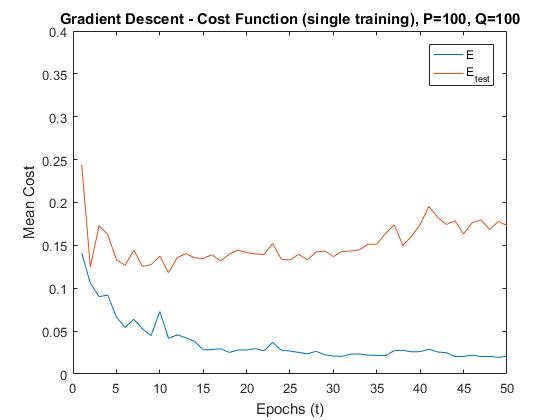 Gradient Descent - Cost Function (single training), P=100, Q=100
0.4
0.35
0.3
0.25
0.2
0.15
0.1
0.05
0
Mean Cost
E
E_test
0 5 10 15 20 25 30 35 40 45 50
Epochs (t)